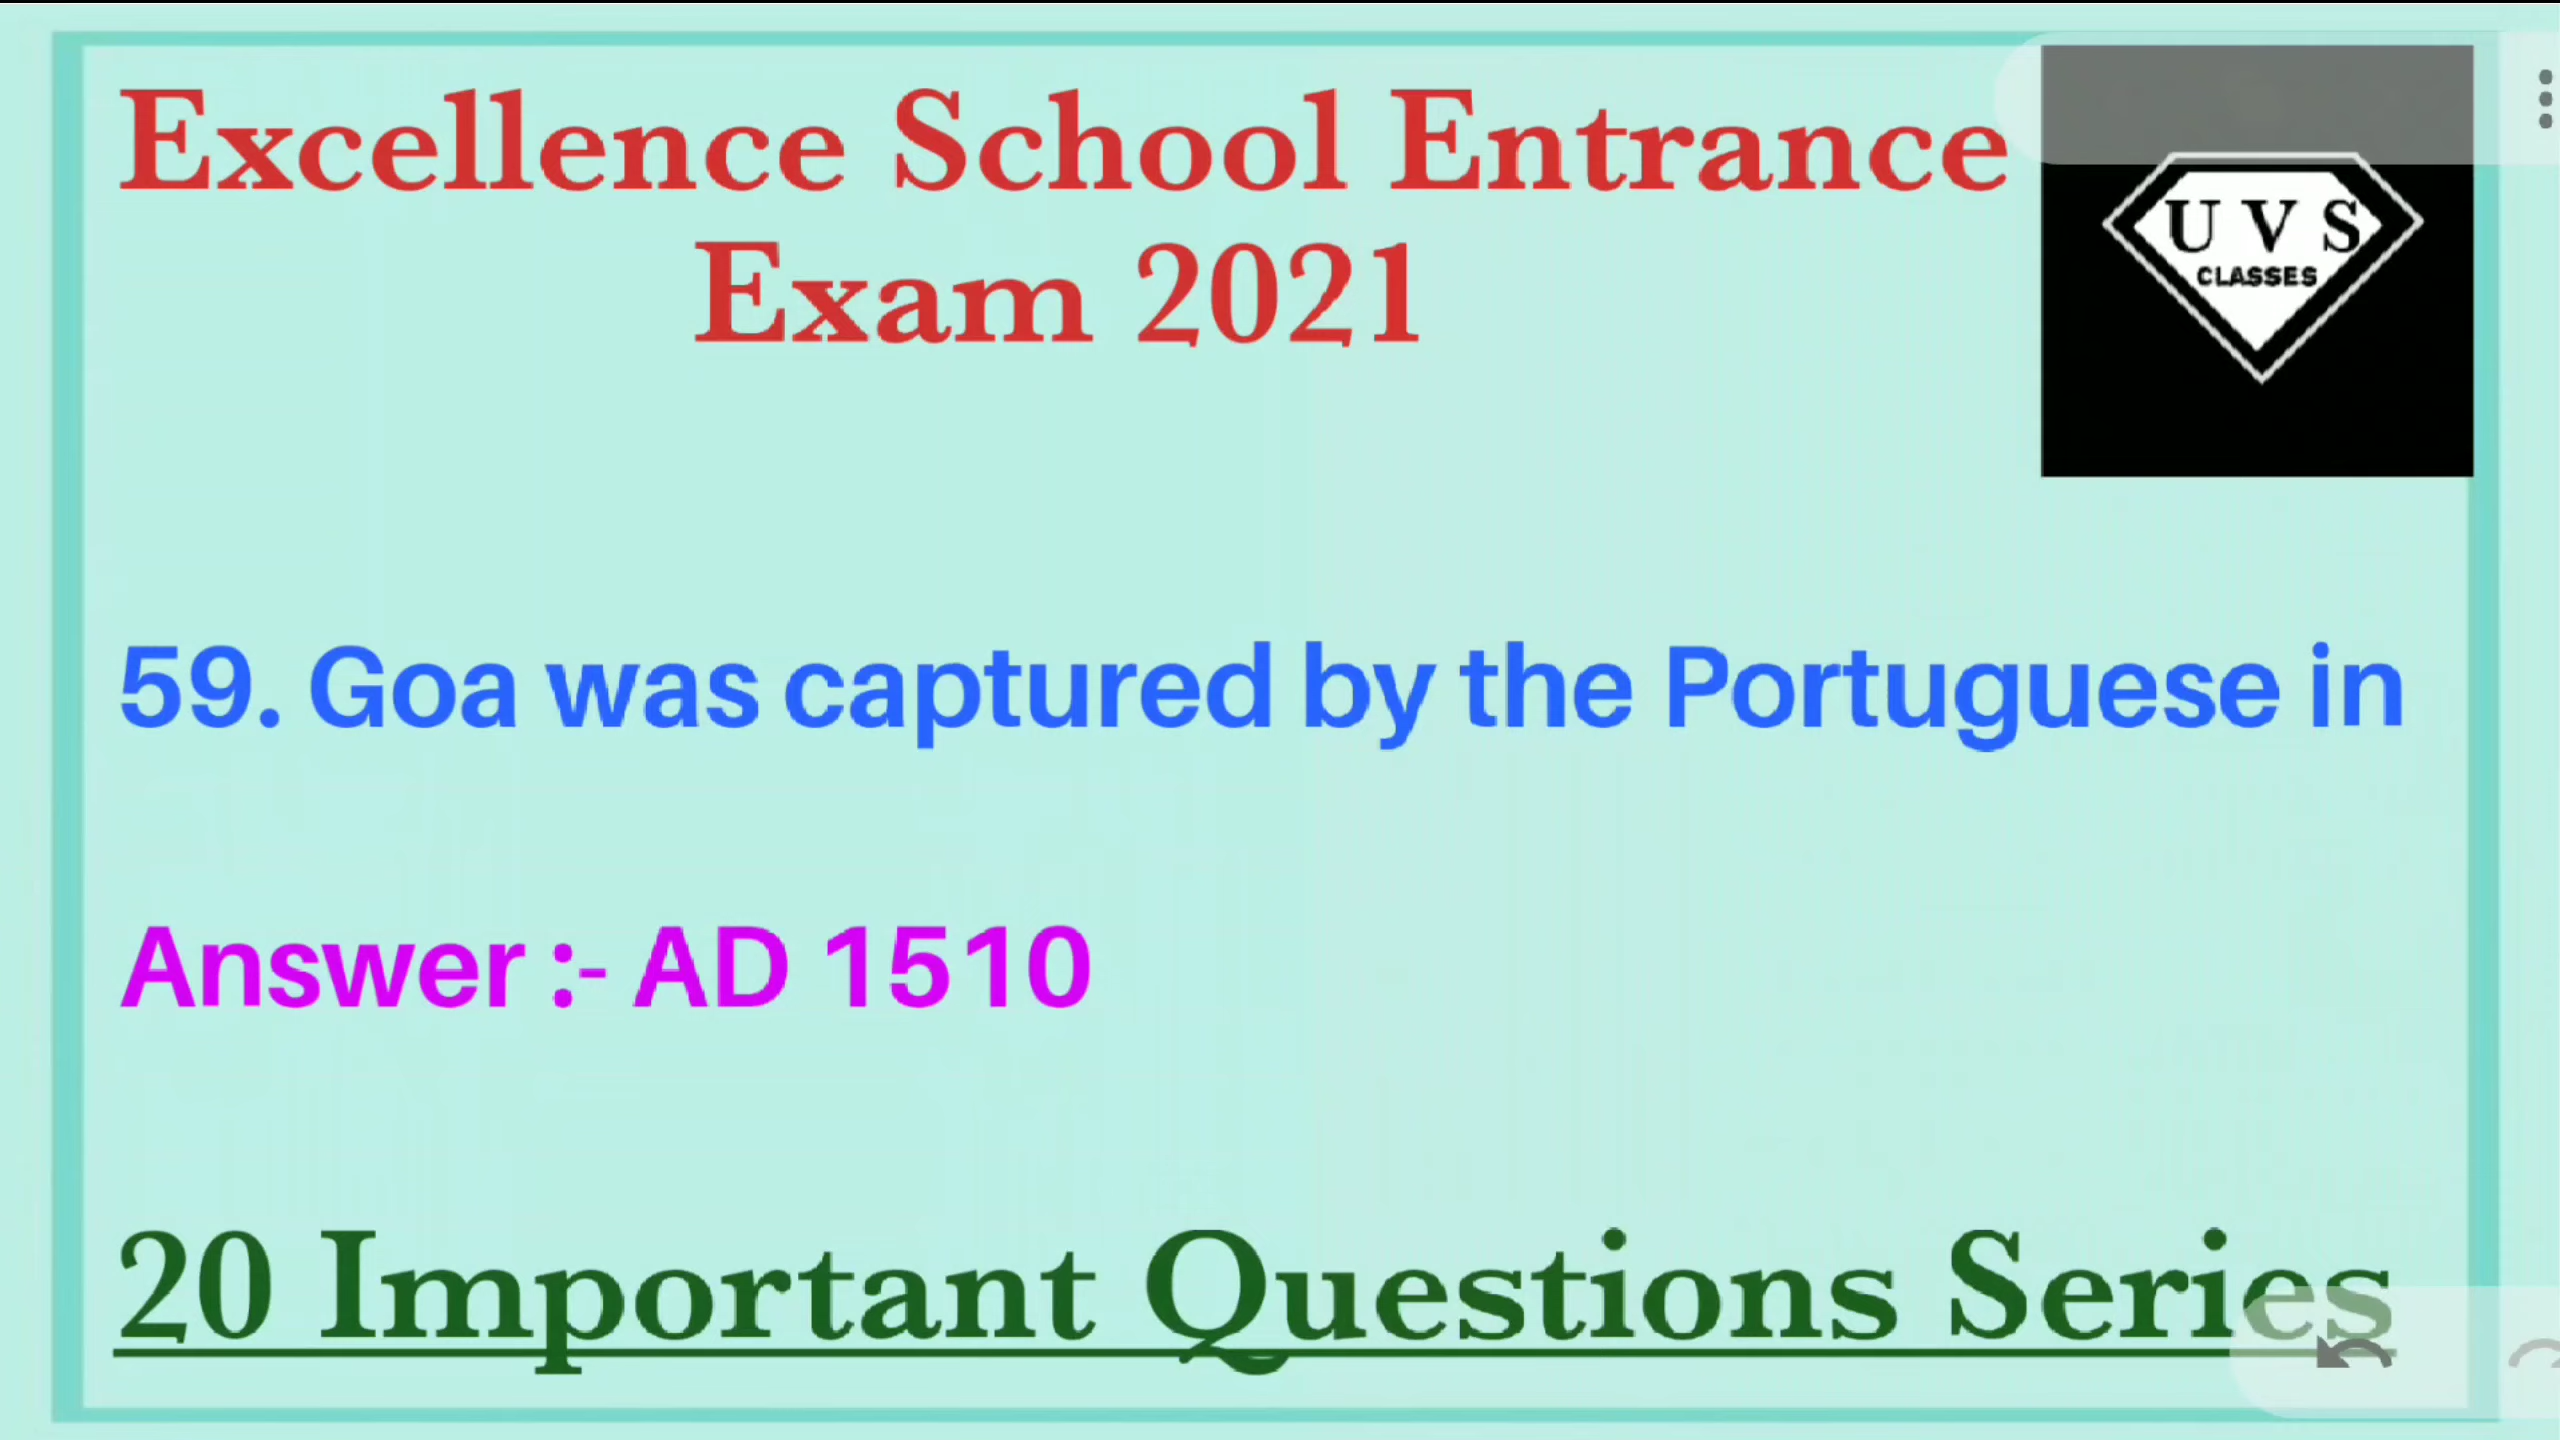 Excellence School Entrance
Exam 2021
U V S
CLASSES
59. Goa was captured by the Portuguese in
Answer :- AD 1510
20 Important Questions Series